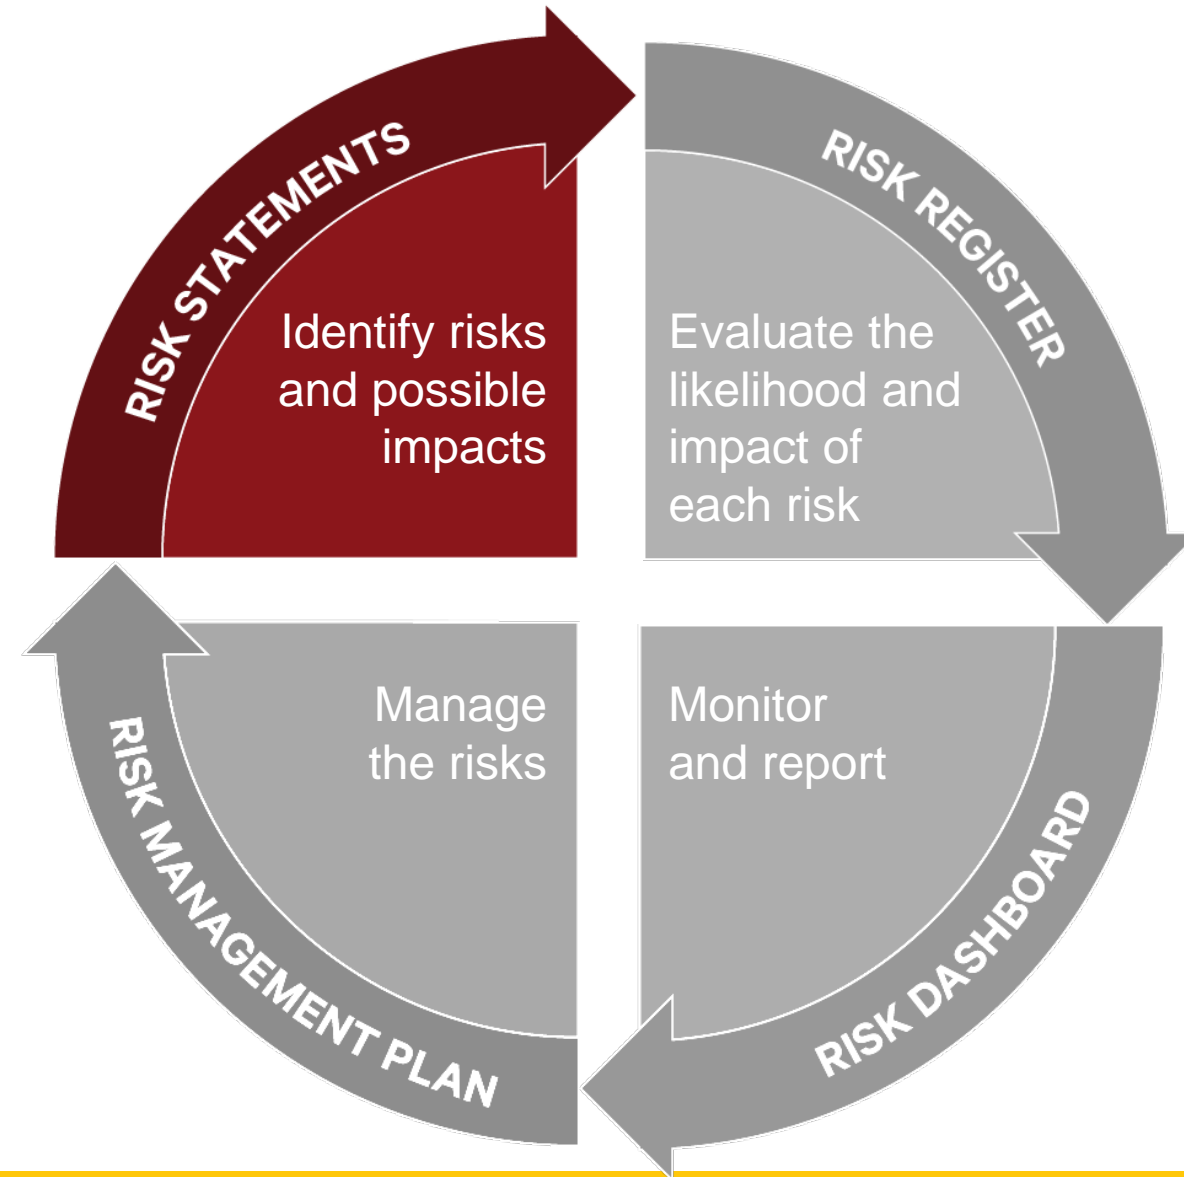 RISK STATEMENTS
Identify risks
and possible
impacts
RISK REGISTER
Evaluate the
likelihood and
impact of
each risk
RISK DASHBOARD
Monitor
and report
RISK MANAGEMENT PLAN
Manage
the risks